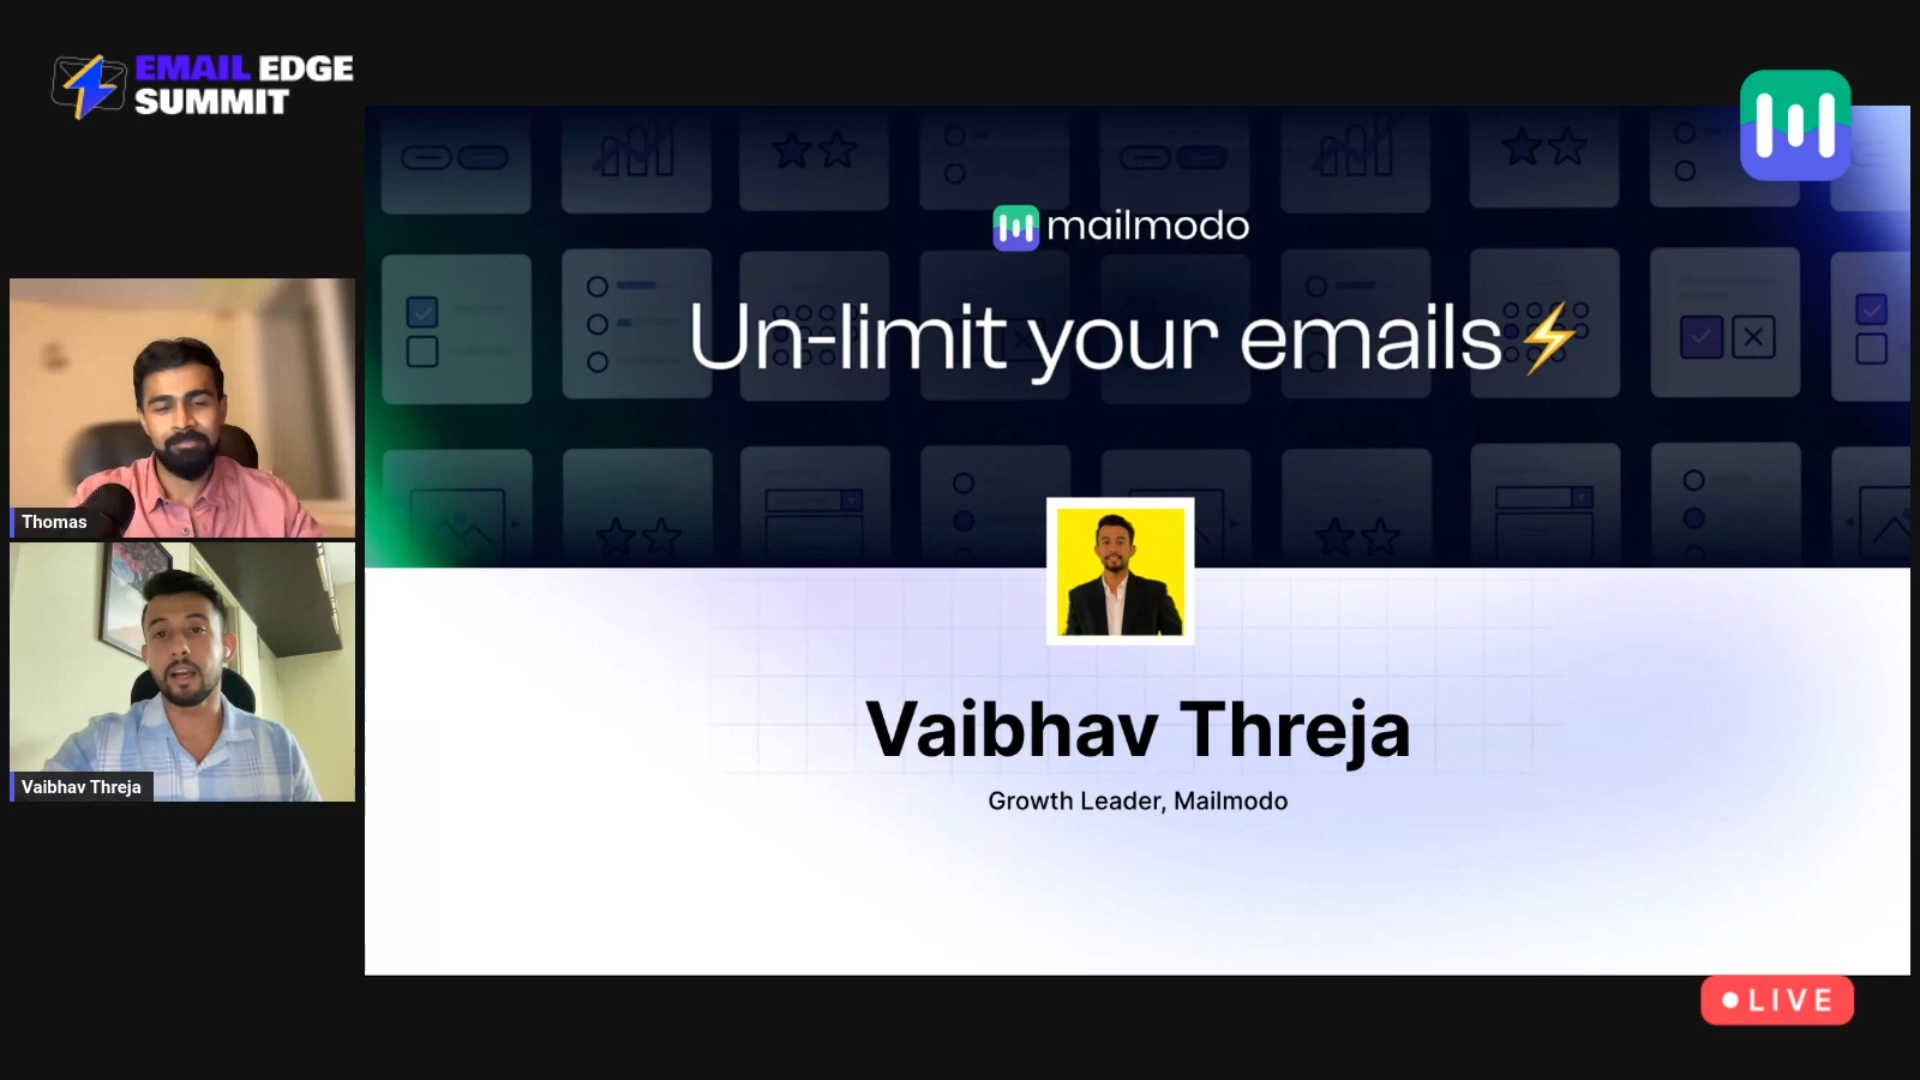 EMAIL EDGE
SUMMIT
mailmodo
Un-limit your emails⚡
Thomas
Vaibhav Threja
Vaibhav Threja
Growth Leader, Mailmodo
LIVE